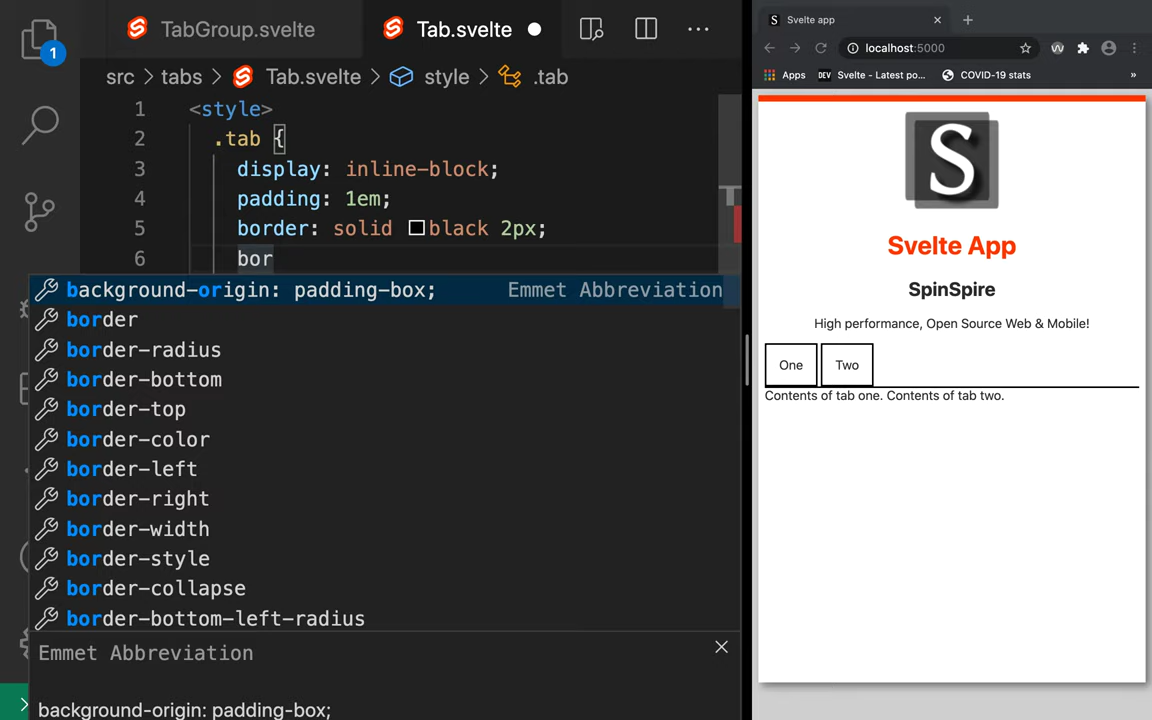 TabGroup.svelte
Tab.svelte
1
src > tabs > Tab.svelte > style > .tab
1 <style>
2 .tab {
3 display: inline-block;
4 padding: 1em;
5 border: solid black 2px;
6 bor
background-origin: padding-box; Emmet Abbreviation
border
border-radius
border-bottom
border-top
border-color
border-left
border-right
border-width
border-style
border-collapse
border-bottom-left-radius
Emmet Abbreviation
background-origin: padding-box;
S Svelte app
localhost:5000
Apps DEV Svelte - Latest po... COVID-19 stats »
S
Svelte App
SpinSpire
High performance, Open Source Web & Mobile!
One Two
Contents of tab one. Contents of tab two.